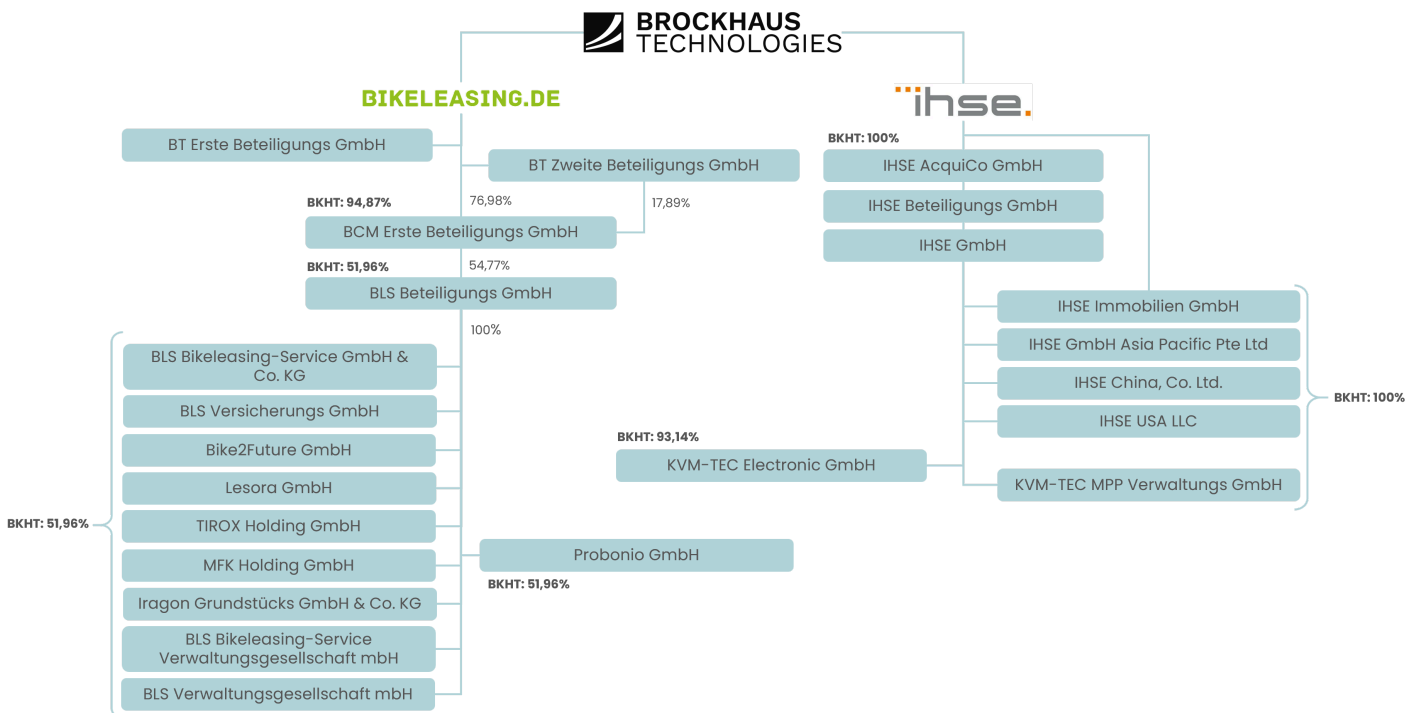 BROCKHAUS
TECHNOLOGIES
BIKELEASING.DE
BT Erste Beteiligungs GmbH
BT Zweite Beteiligungs GmbH
BKHT: 94,87%
76,98%
17,89%
BCM Erste Beteiligungs GmbH
BKHT: 51,96%
54,77%
BLS Beteiligungs GmbH
100%
BLS Bikeleasing-Service GmbH &
Co. KG
BLS Versicherungs GmbH
Bike2Future GmbH
Lesora GmbH
BKHT: 51,96%
TIROX Holding GmbH
MFK Holding GmbH
Iragon Grundstücks GmbH & Co. KG
BLS Bikeleasing-Service
Verwaltungsgesellschaft mbH
BLS Verwaltungsgesellschaft mbH
Probonio GmbH
BKHT: 51,96%
ihse.
BKHT: 100%
IHSE AcquiCo GmbH
IHSE Beteiligungs GmbH
IHSE GmbH
IHSE Immobilien GmbH
IHSE GmbH Asia Pacific Pte Ltd
IHSE China, Co. Ltd.
IHSE USA LLC
BKHT: 100%
BKHT: 93,14%
KVM-TEC Electronic GmbH
KVM-TEC MPP Verwaltungs GmbH